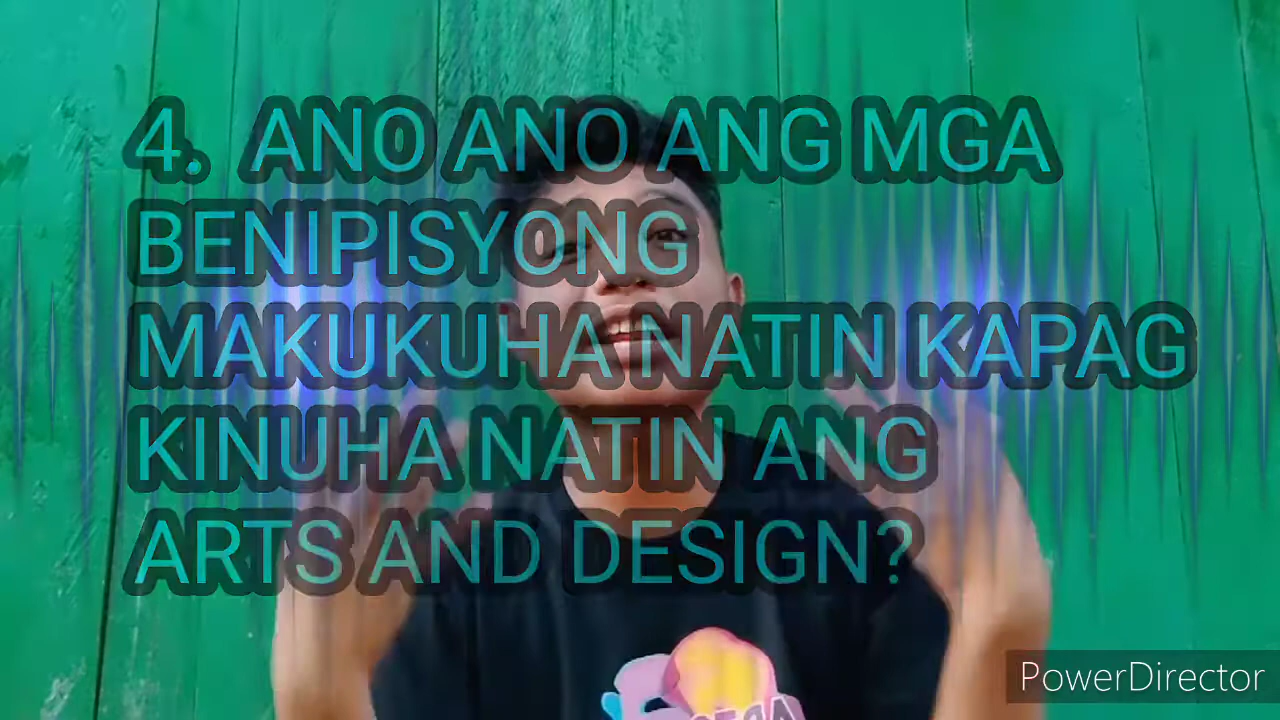 4. ANO ANO ANG MGA
BENIPISYONG
MAKUKUHA NATIN KAPAG
KINUHA NATIN ANG
ARTS AND DESIGN?
PowerDirector